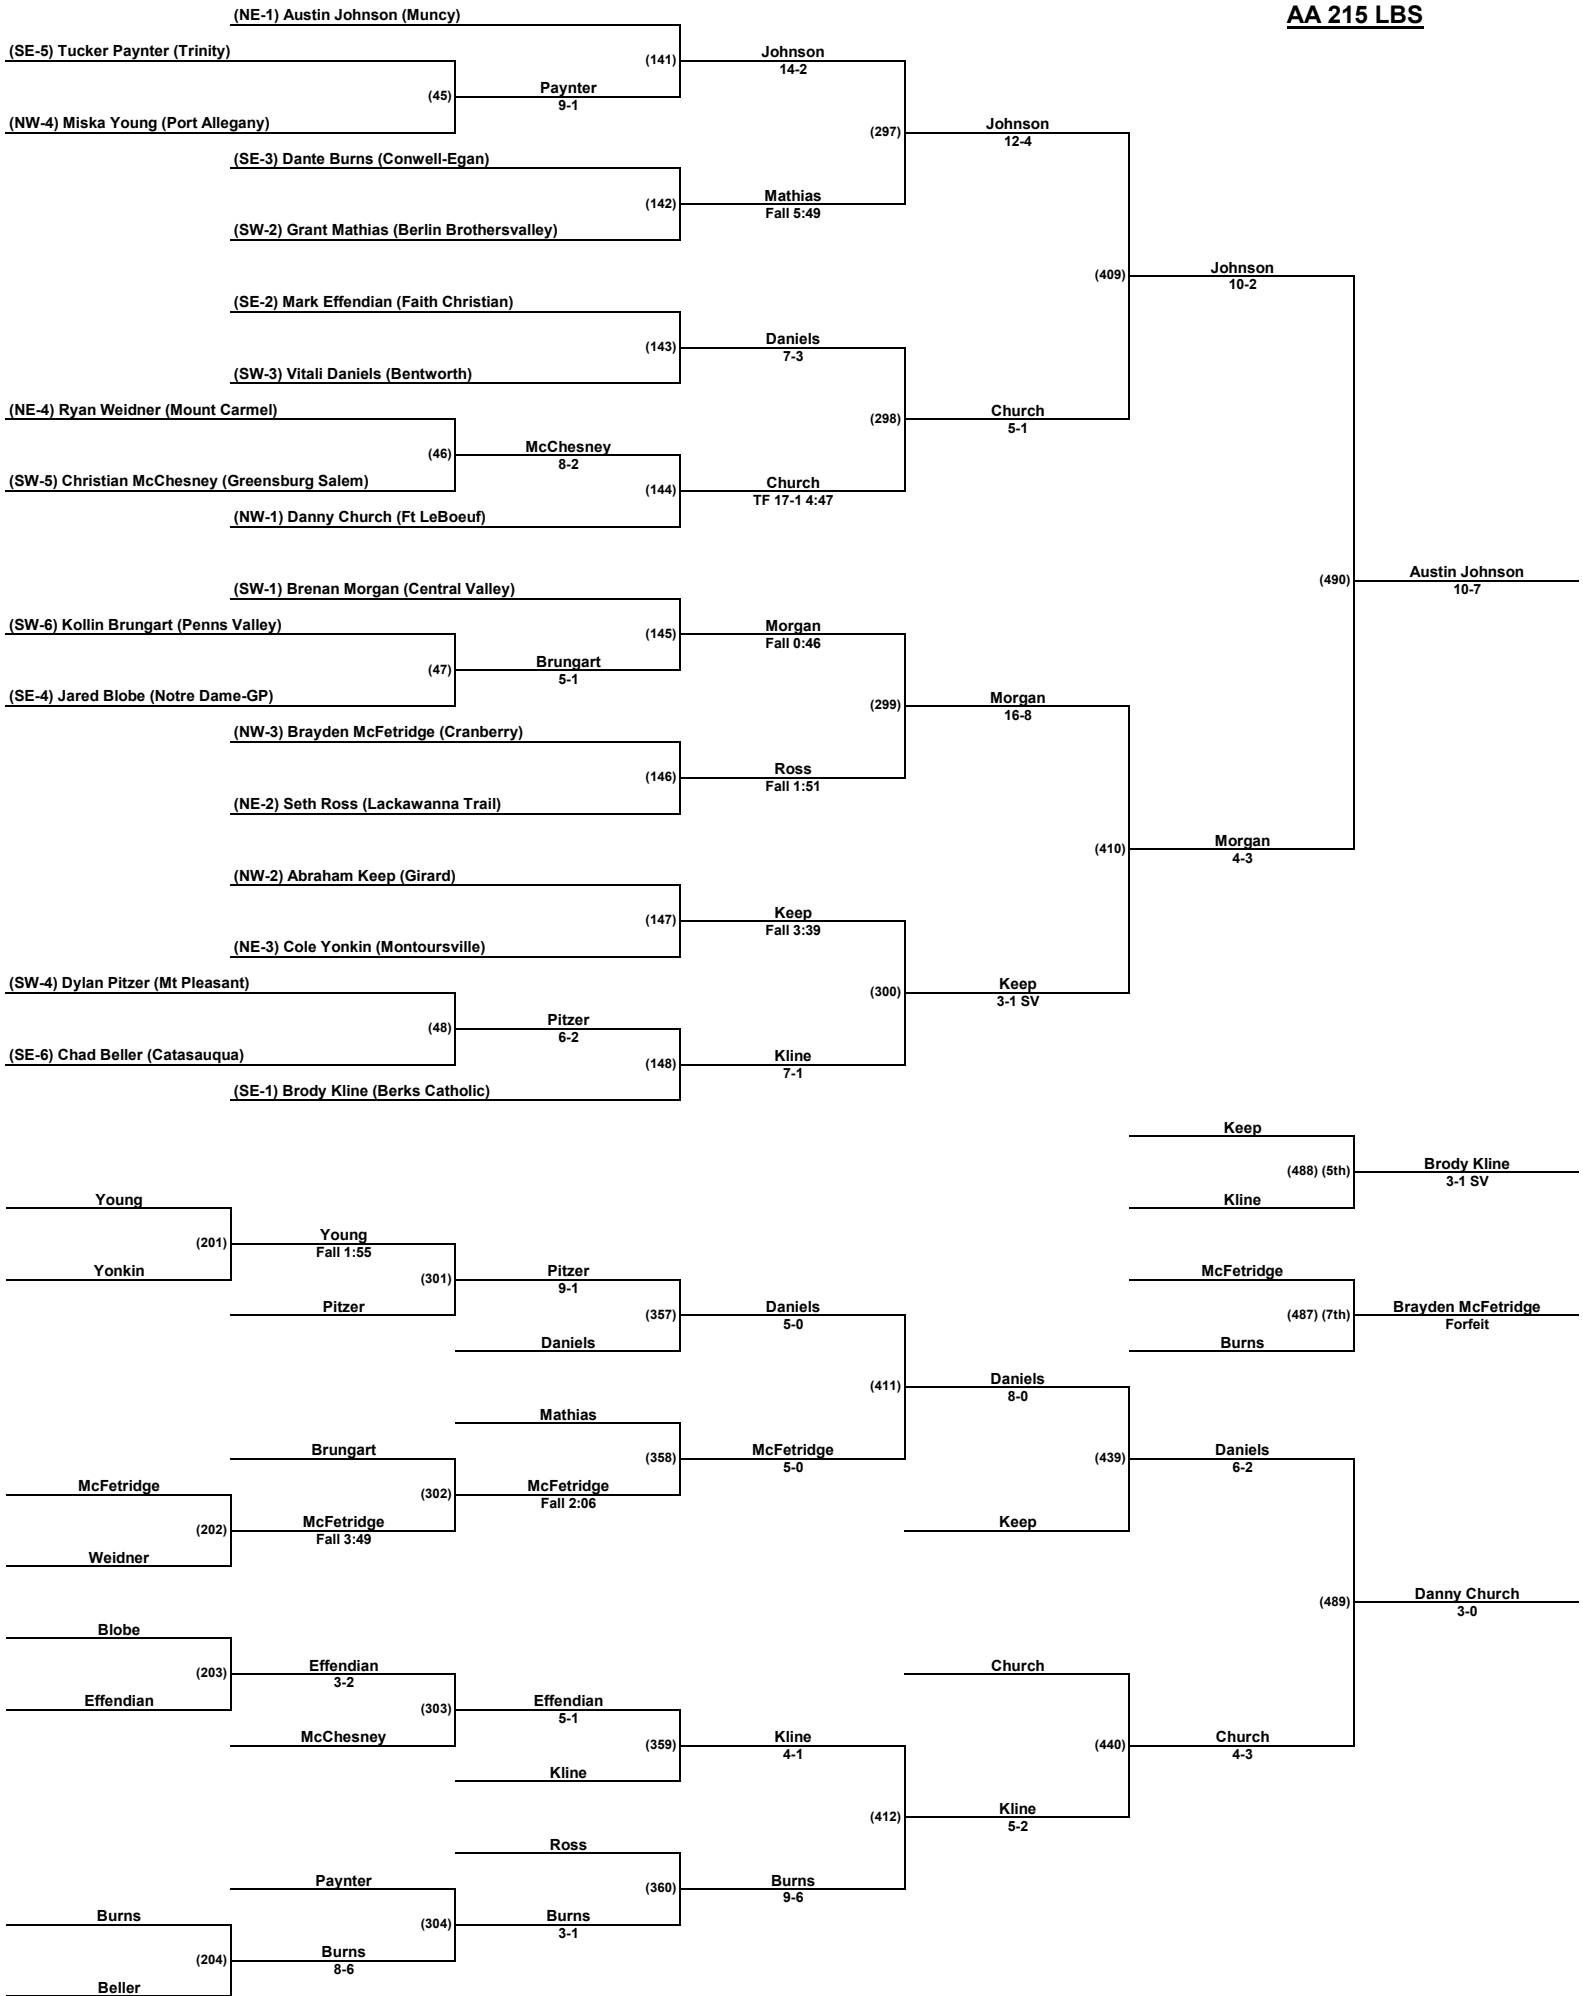 AA 215 LBS
(NE-1) Austin Johnson (Muncy)
(SE-5) Tucker Paynter (Trinity)
(141)
Johnson
14-2
(45)
Paynter
9-1
(NW-4) Miska Young (Port Allegany)
(297)
Johnson
12-4
(SE-3) Dante Burns (Conwell-Egan)
(142)
Mathias
Fall 5:49
(SW-2) Grant Mathias (Berlin Brothersvalley)
(409)
Johnson
10-2
(SE-2) Mark Effendian (Faith Christian)
(143)
Daniels
7-3
(SW-3) Vitali Daniels (Bentworth)
(NE-4) Ryan Weidner (Mount Carmel)
(298)
Church
5-1
(46)
McChesney
8-2
(SW-5) Christian McChesney (Greensburg Salem)
(144)
Church
TF 17-1 4:47
(NW-1) Danny Church (Ft LeBoeuf)
(490)
Austin Johnson
10-7
(SW-1) Brenan Morgan (Central Valley)
(SW-6) Kollin Brungart (Penns Valley)
(145)
Morgan
Fall 0:46
(47)
Brungart
5-1
(SE-4) Jared Blobe (Notre Dame-GP)
(299)
Morgan
16-8
(NW-3) Brayden McFetridge (Cranberry)
(146)
Ross
Fall 1:51
(NE-2) Seth Ross (Lackawanna Trail)
(410)
Morgan
4-3
(NW-2) Abraham Keep (Girard)
(147)
Keep
Fall 3:39
(NE-3) Cole Yonkin (Montoursville)
(SW-4) Dylan Pitzer (Mt Pleasant)
(300)
Keep
3-1 SV
(48)
Pitzer
6-2
(SE-6) Chad Beller (Catasauqua)
(148)
Kline
7-1
(SE-1) Brody Kline (Berks Catholic)
Keep
(488) (5th)
Brody Kline
3-1 SV
Kline
Young
(201)
Young
Fall 1:55
Yonkin
(301)
Pitzer
9-1
Pitzer
(357)
Daniels
5-0
Daniels
McFetridge
(487) (7th)
Brayden McFetridge
Forfeit
Burns
(411)
Daniels
8-0
Mathias
Brungart
(358)
McFetridge
5-0
McFetridge
(302)
McFetridge
Fall 2:06
(202)
McFetridge
Fall 3:49
Weidner
(439)
Daniels
6-2
Keep
(489)
Danny Church
3-0
Blobe
(203)
Effendian
3-2
Effendian
(303)
Effendian
5-1
McChesney
(359)
Kline
4-1
Kline
Church
(440)
Church
4-3
(412)
Kline
5-2
Ross
Paynter
(360)
Burns
9-6
Burns
(304)
Burns
3-1
(204)
Burns
8-6
Beller